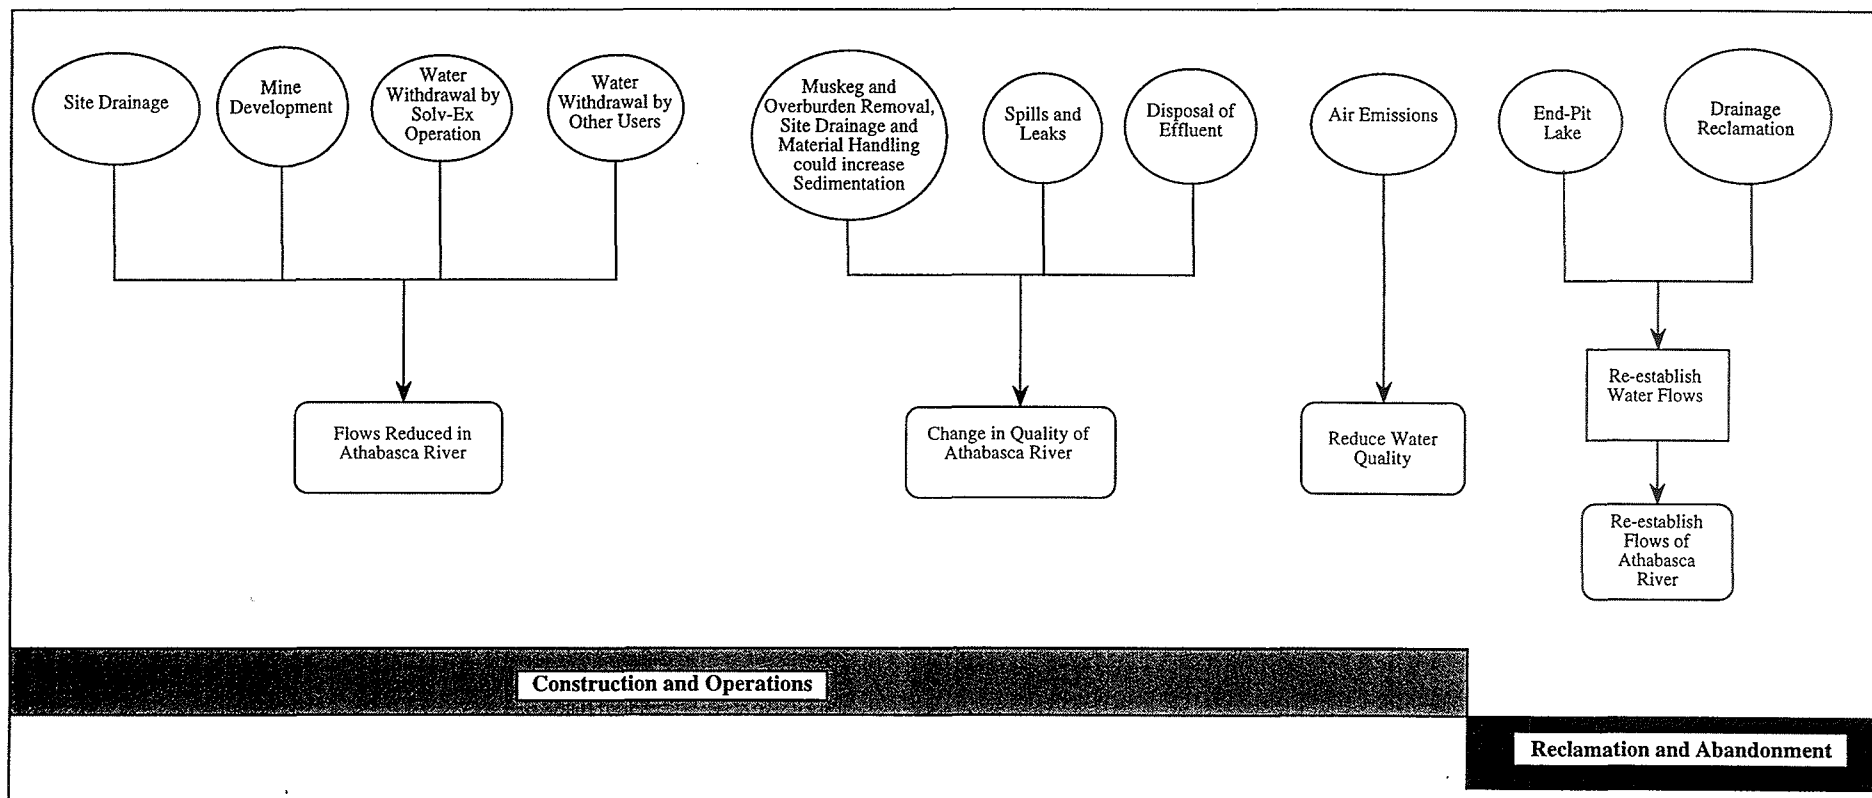 Site Drainage
Mine
Development
Water
Withdrawal by
Solv-Ex
Operation
Water
Withdrawal by
Other Users
Muskeg and
Overburden Removal,
Site Drainage and
Material Handling
could increase
Sedimentation
Spills and
Leaks
Disposal of
Effluent
Air Emissions
End-Pit
Lake
Drainage
Reclamation
Flows Reduced in
Athabasca River
Change in Quality of
Athabasca River
Reduce Water
Quality
Re-establish
Water Flows
Re-establish
Flows of
Athabasca
River
Construction and Operations
Reclamation and Abandonment